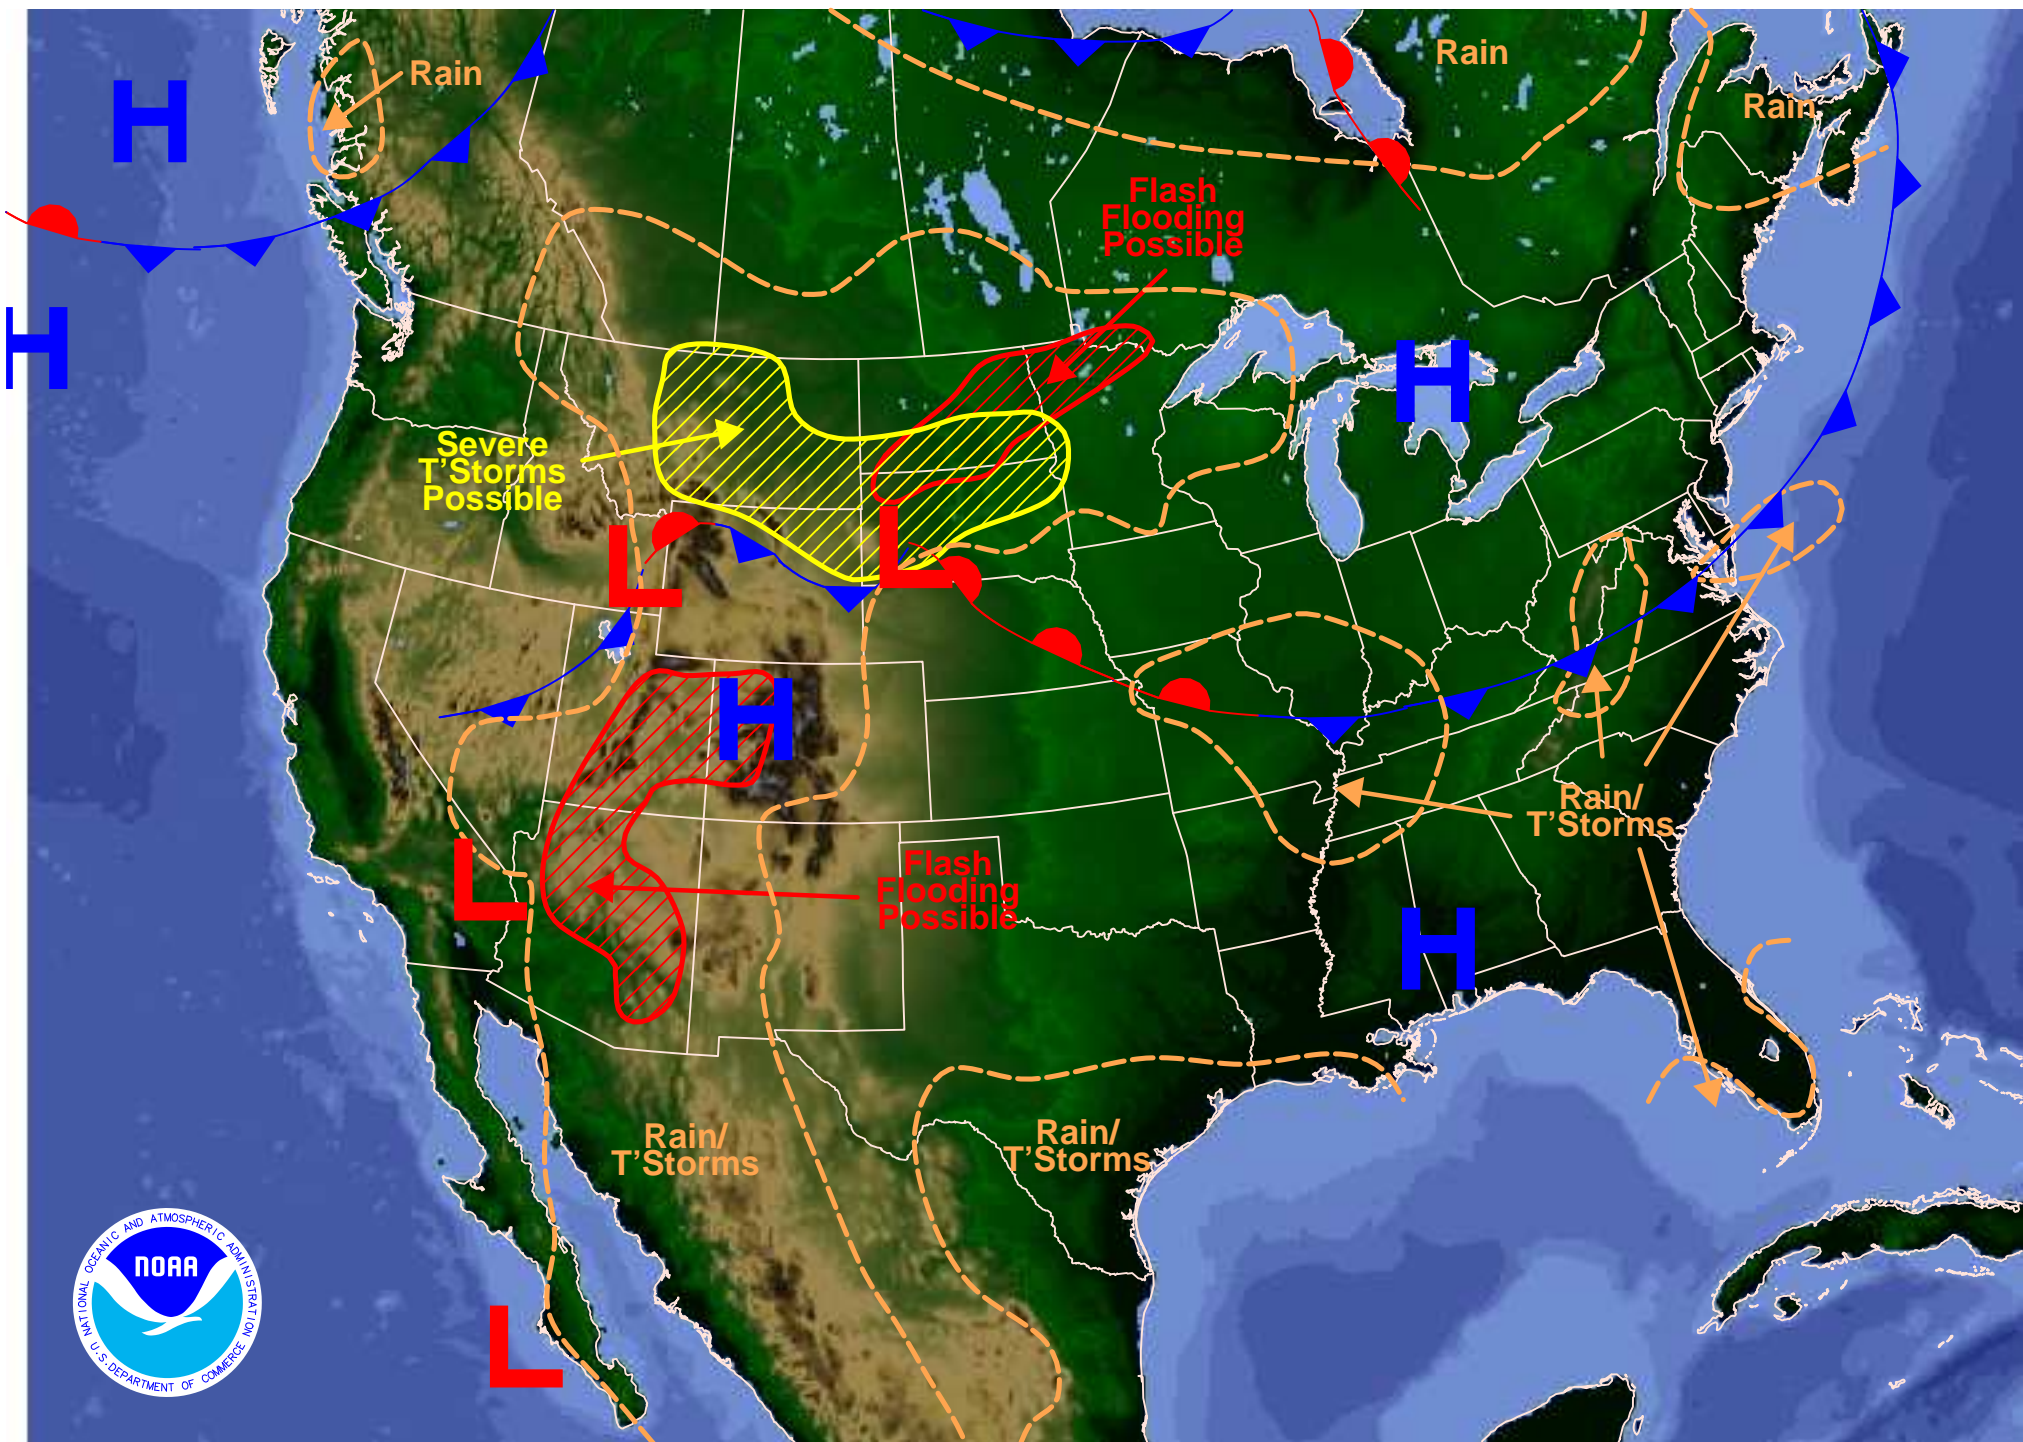 Rain
Rain
Rain
H
Flash
Flooding
Possible
H
H
Severe
T'Storms
Possible
L
L
H
Rain/
T'Storms
L
Flash
Flooding
Possible
H
Rain/
T'Storms
Rain/
T'Storms
L
NATIONAL OCEANIC AND ATMOSPHERIC ADMINISTRATION
NOAA
U.S. DEPARTMENT OF COMMERCE